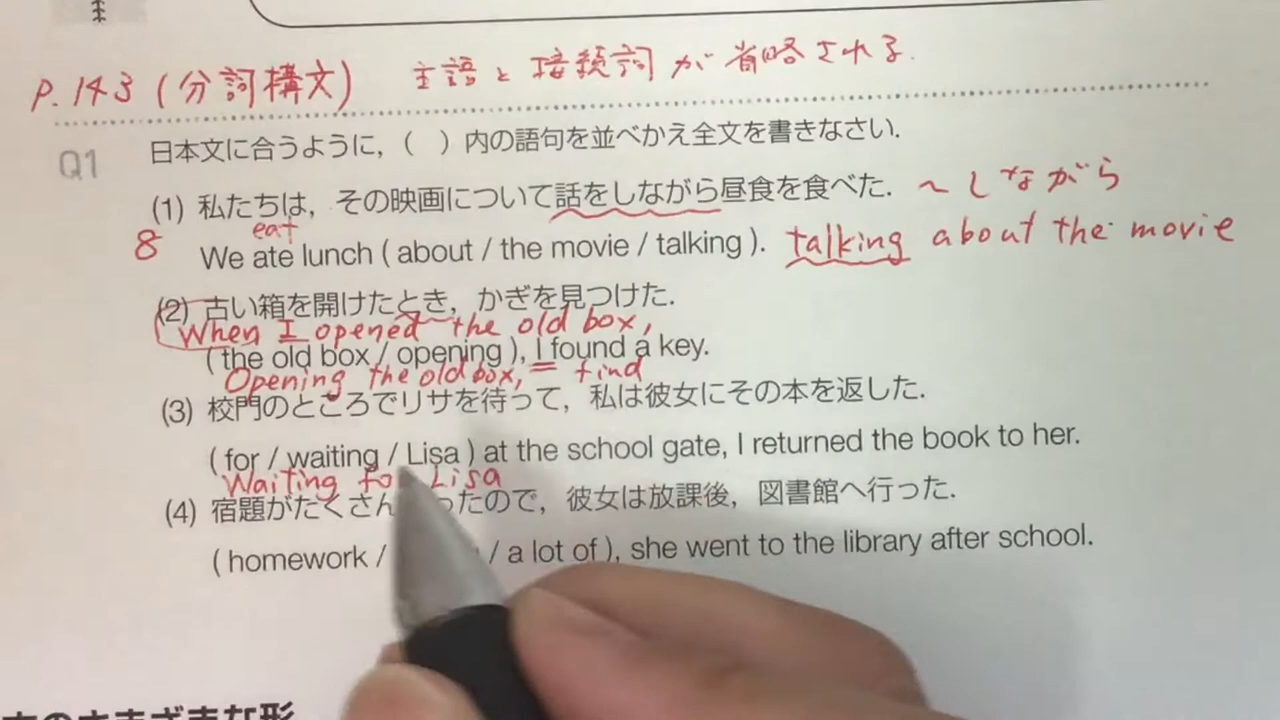 P.143 (分詞構文) 主語と接続詞が省略される.
Q1 日本文に合うように，( )内の語句を並べかえ全文を書きなさい.
(1) 私たちは，その映画について話をしながら昼食を食べた. ～しながら
eat
8 We ate lunch ( about / the movie / talking ). talking about the movie
(2) 古い箱を開けたとき，かぎを見つけた.
When I opened the old box,
( the old box / opening ), I found a key.
Opening the old box, = find
(3) 校門のところでリサを待って，私は彼女にその本を返した.
( for / waiting / Lisa ) at the school gate, I returned the book to her.
Waiting fo Lisa
(4) 宿題がたくさん ったので，彼女は放課後，図書館へ行った.
( homework / / a lot of ), she went to the library after school.